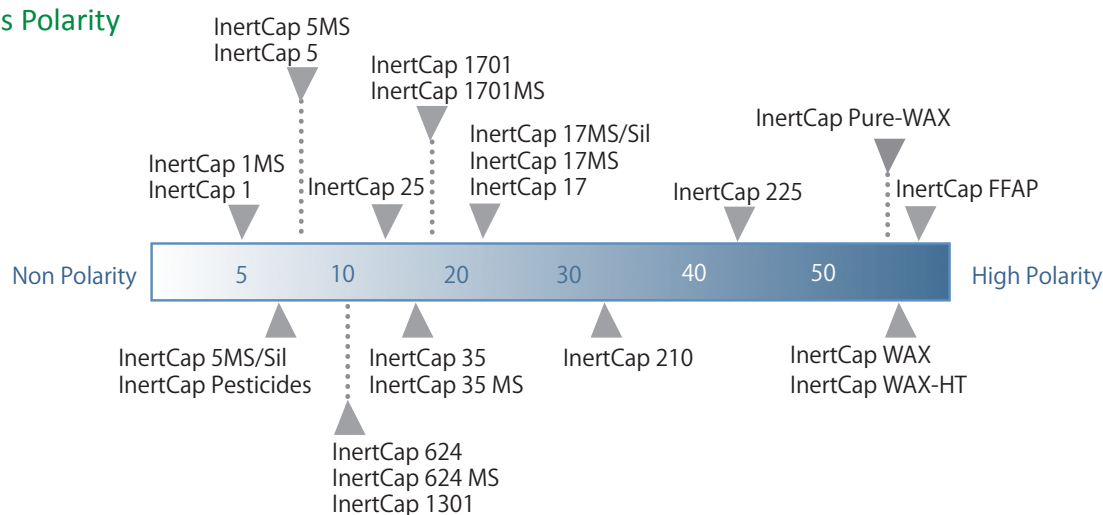 s Polarity
InertCap 5MS
InertCap 5
InertCap 1701
InertCap 1701MS
InertCap 17MS/Sil
InertCap 17MS
InertCap 17
InertCap Pure-WAX
InertCap 1MS
InertCap 1
InertCap 25
InertCap 225
InertCap FFAP
Non Polarity 5 10 20 30 40 50 High Polarity
InertCap 5MS/Sil
InertCap Pesticides
InertCap 35
InertCap 35 MS
InertCap 210
InertCap WAX
InertCap WAX-HT
InertCap 624
InertCap 624 MS
InertCap 1301